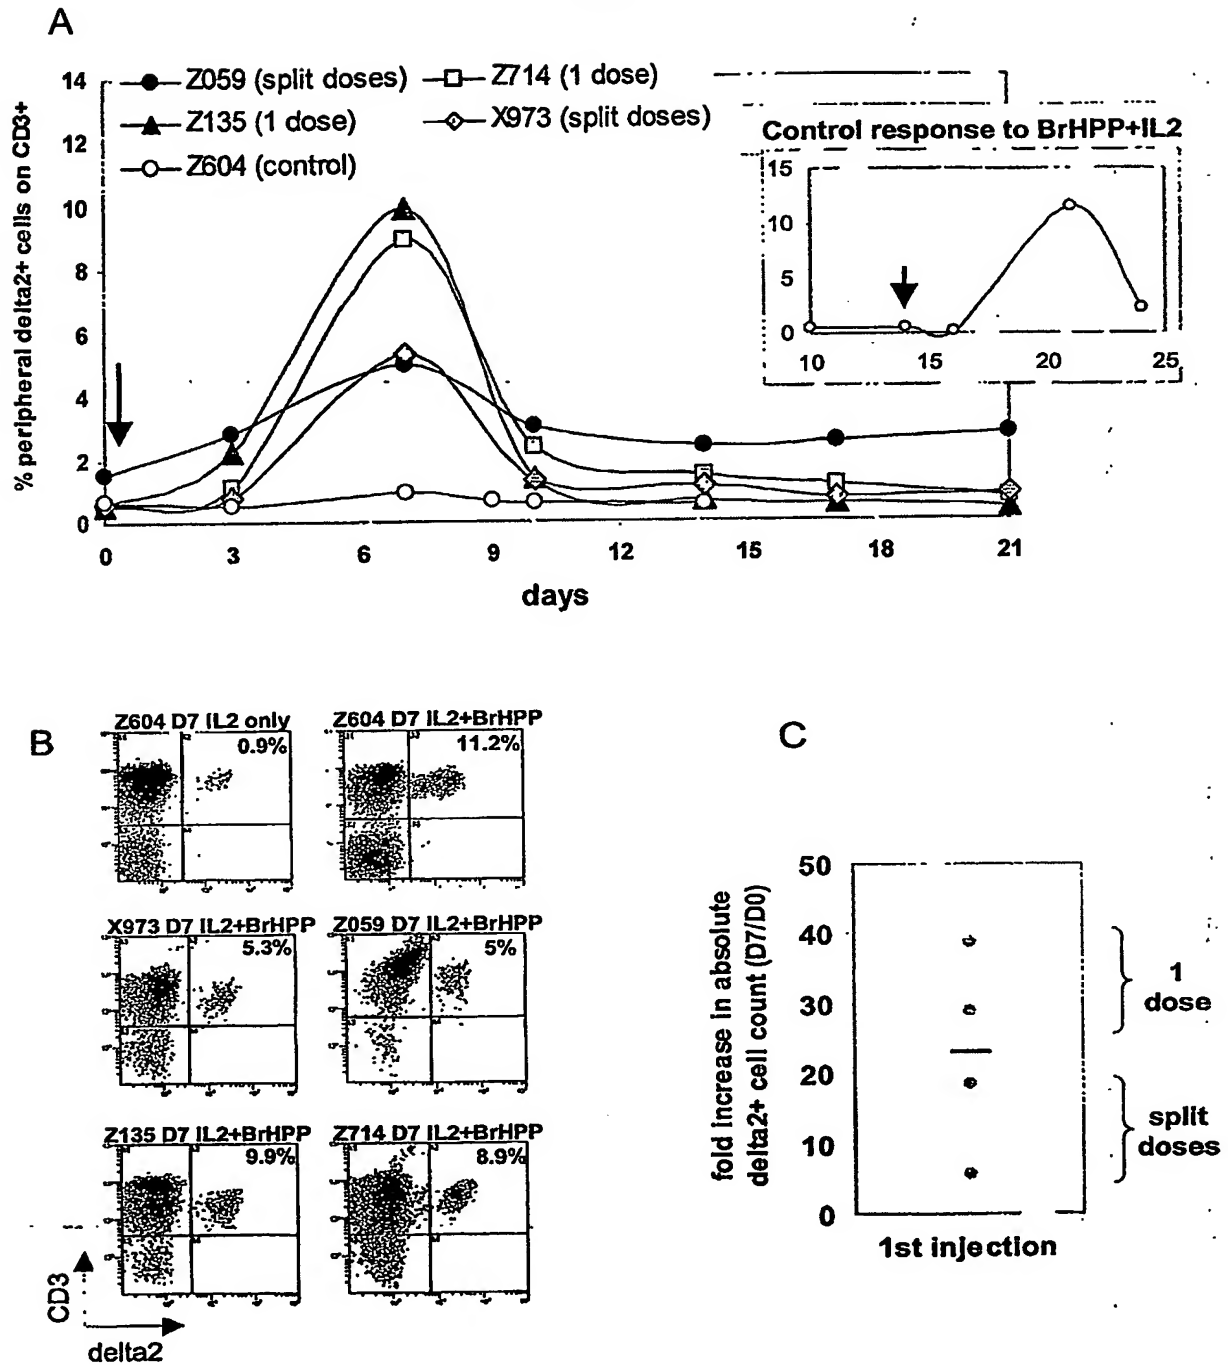 A
14
12
10
8
6
4
2
0
% peripheral delta2+ cells on CD3+
Z059 (split doses)
Z714 (1 dose)
Z135 (1 dose)
X973 (split doses)
Z604 (control)
Control response to BrHPP+IL2
15
10
5
0
10 15 20 25
0 3 6 9 12 15 18 21
days
B
Z604 D7 IL2 only
0.9%
Z604 D7 IL2+BrHPP
11.2%
X973 D7 IL2+BrHPP
5.3%
Z059 D7 IL2+BrHPP
5%
Z135 D7 IL2+BrHPP
9.9%
Z714 D7 IL2+BrHPP
8.9%
CD3
delta2
C
fold increase in absolute
delta2+ cell count (D7/D0)
50
40
30
20
10
0
1
dose
split
doses
1st injection